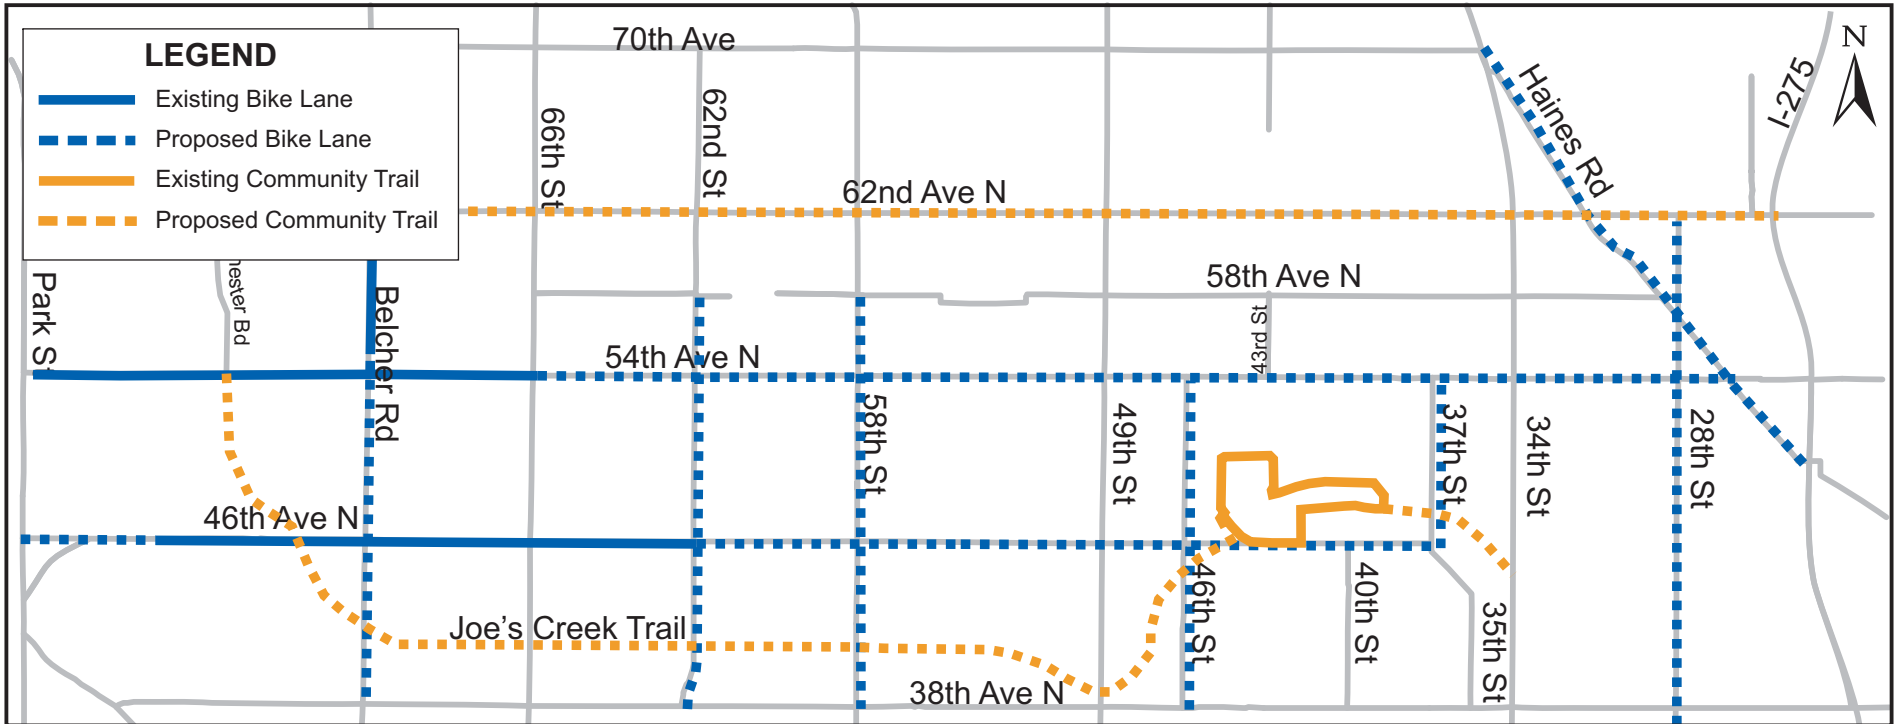 LEGEND
Existing Bike Lane
Proposed Bike Lane
Existing Community Trail
Proposed Community Trail
70th Ave
N
I-275
Haines Rd
66th St
62nd St
62nd Ave N
58th Ave N
Park S
Belcher Rd
43rd St
54th Ave N
58th St
49th St
37th St
34th St
28th St
46th Ave N
46th St
40th St
35th St
Joe's Creek Trail
38th Ave N